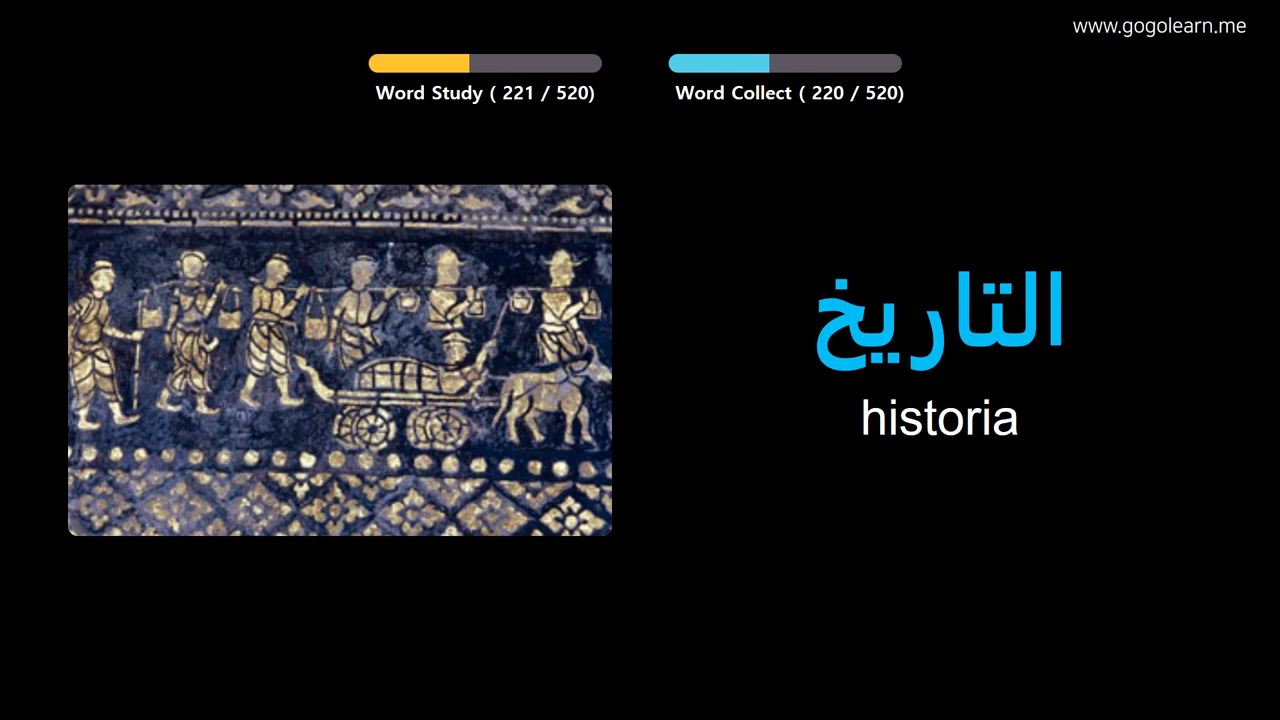 www.gogolearn.me
Word Study ( 221 / 520)
Word Collect ( 220 / 520)
التاريخ
historia